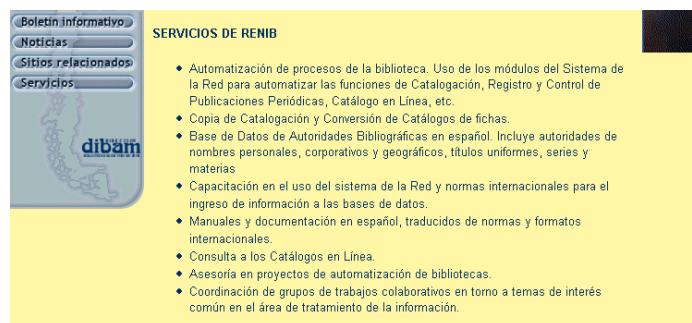 Boletín informativo
Noticias
Sitios relacionados
Servicios
dibam
SERVICIOS DE RENIB
Automatización de procesos de la biblioteca. Uso de los módulos del Sistema de
la Red para automatizar las funciones de Catalogación, Registro y Control de
Publicaciones Periódicas, Catálogo en Línea, etc.
Copia de Catalogación y Conversión de Catálogos de fichas.
Base de Datos de Autoridades Bibliográficas en español. Incluye autoridades de
nombres personales, corporativos y geográficos, títulos uniformes, series y
materias
Capacitación en el uso del sistema de la Red y normas internacionales para el
ingreso de información a las bases de datos.
Manuales y documentación en español, traducidos de normas y formatos
internacionales.
Consulta a los Catálogos en Línea.
Asesoría en proyectos de automatización de bibliotecas.
Coordinación de grupos de trabajos colaborativos en torno a temas de interés
común en el área de tratamiento de la información.